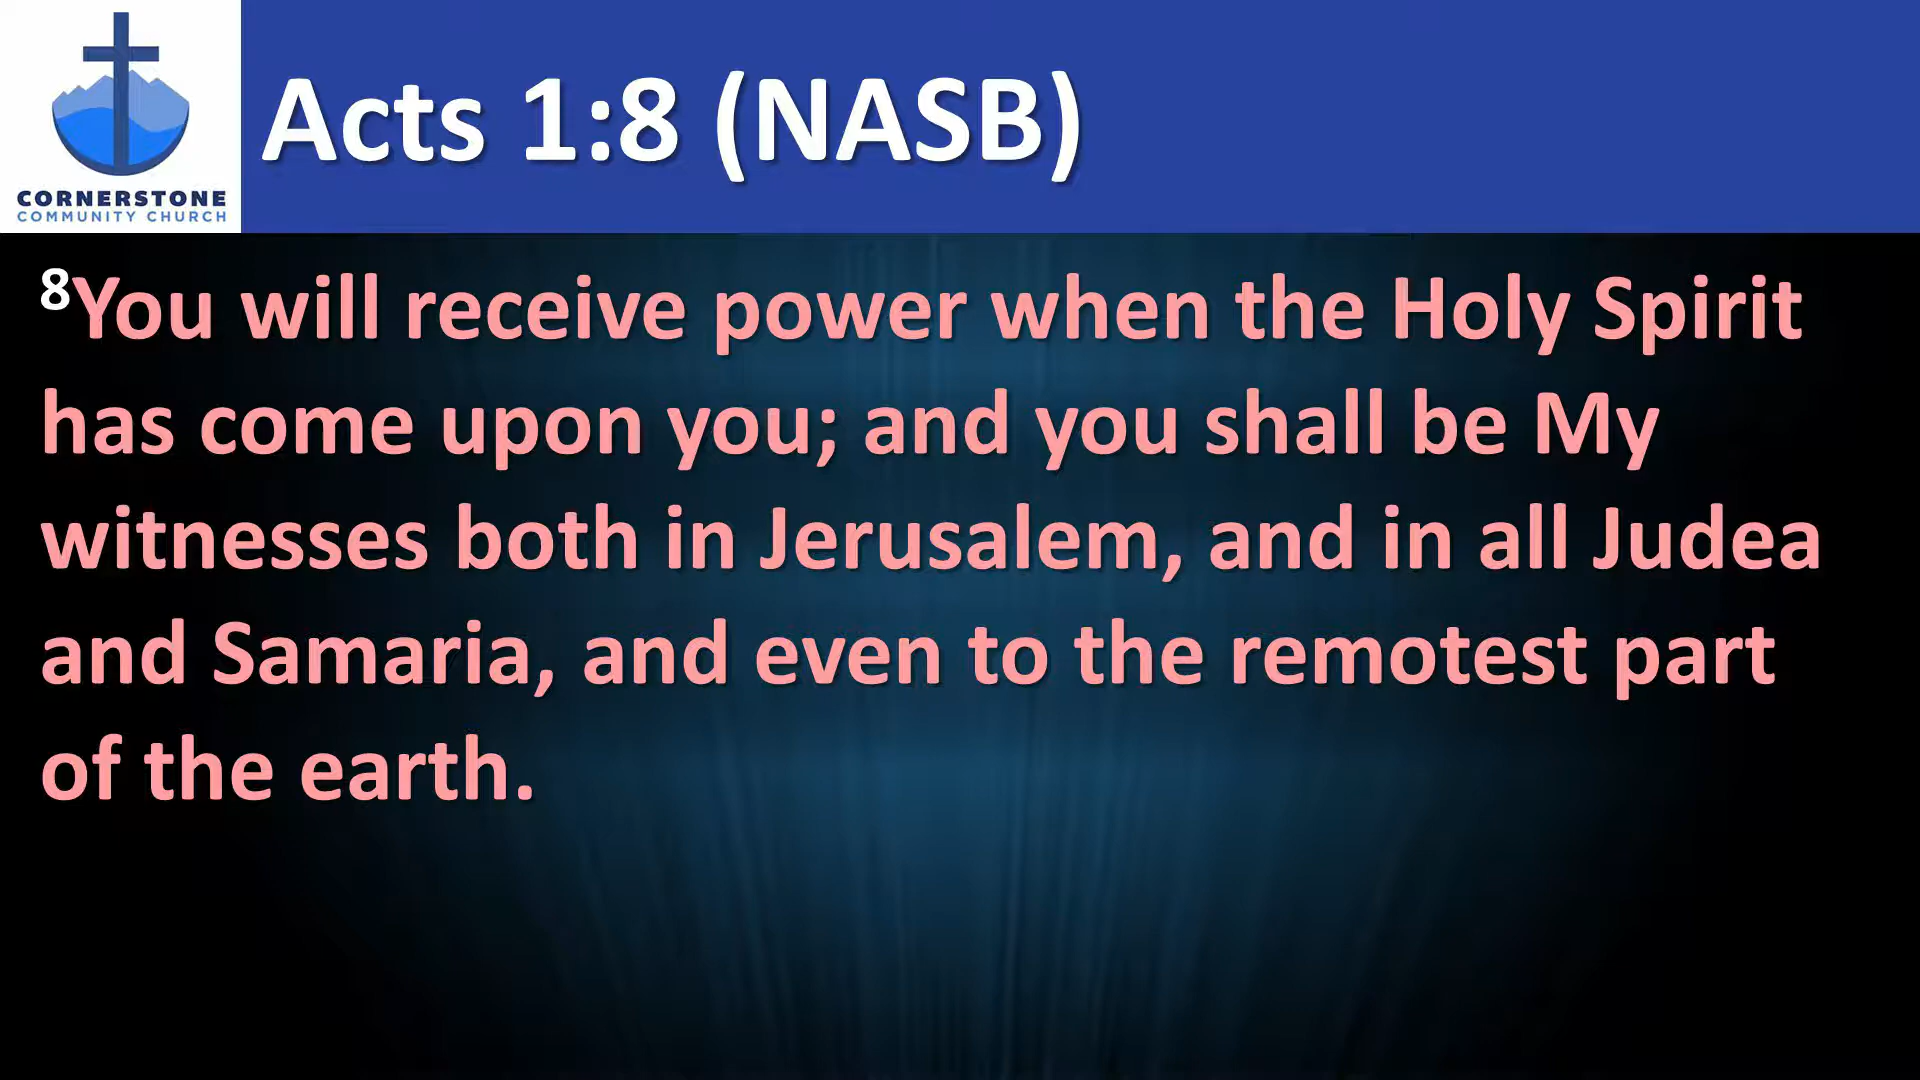 CORNERSTONE
COMMUNITY CHURCH
Acts 1:8 (NASB)
8You will receive power when the Holy Spirit
has come upon you; and you shall be My
witnesses both in Jerusalem, and in all Judea
and Samaria, and even to the remotest part
of the earth.